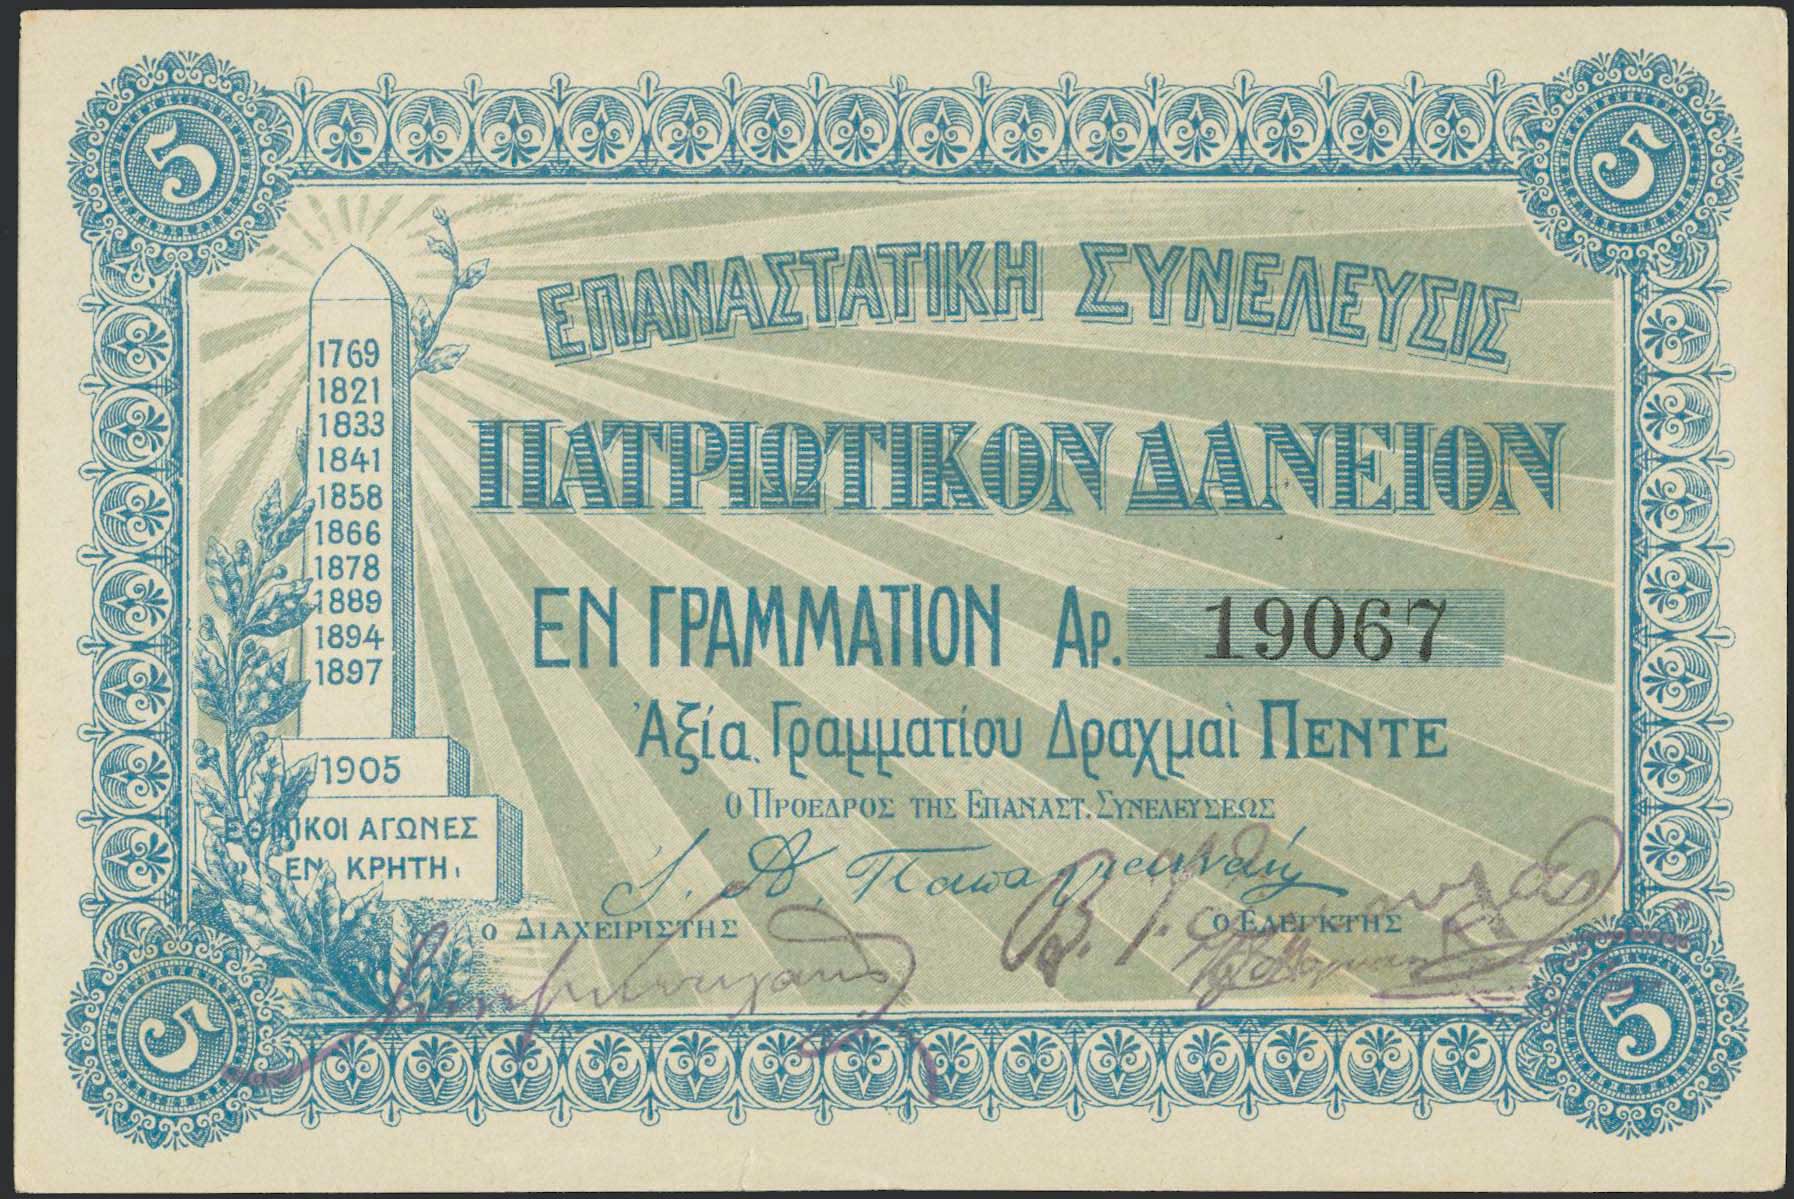 5 5
ΕΠΑΝΑΣΤΑΤΙΚΗ ΣΥΝΕΛΕΥΣΙΣ
ΠΑΤΡΙΩΤΙΚΟΝ ΔΑΝΕΙΟΝ
ΕΝ ΓΡΑΜΜΑΤΙΟΝ ΑΡ. 19067
Ἀξία Γραμματίου Δραχμαὶ ΠΕΝΤΕ
1769
1821
1833
1841
1858
1866
1878
1889
1894
1897
1905
ΕΘΝΙΚΟΙ ΑΓΩΝΕΣ
ΕΝ ΚΡΗΤΗι
Ο ΠΡΟΕΔΡΟΣ ΤΗΣ ΕΠΑΝΑΣΤ. ΣΥΝΕΛΕΥΣΕΩΣ
Ο ΔΙΑΧΕΙΡΙΣΤΗΣ Ο ΕΛΕΓΚΤΗΣ
5 5